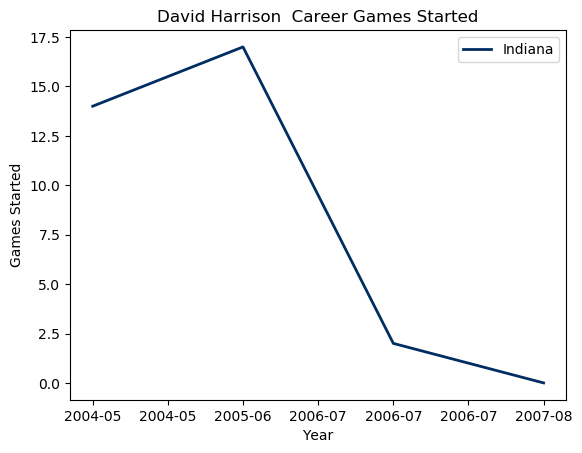 David Harrison  Career Games Started
Indiana
17.5
15.0
12.5
10.0
7.5
5.0
2.5
0.0
Games Started
2004-05 2004-05 2005-06 2006-07 2006-07 2006-07 2007-08
Year